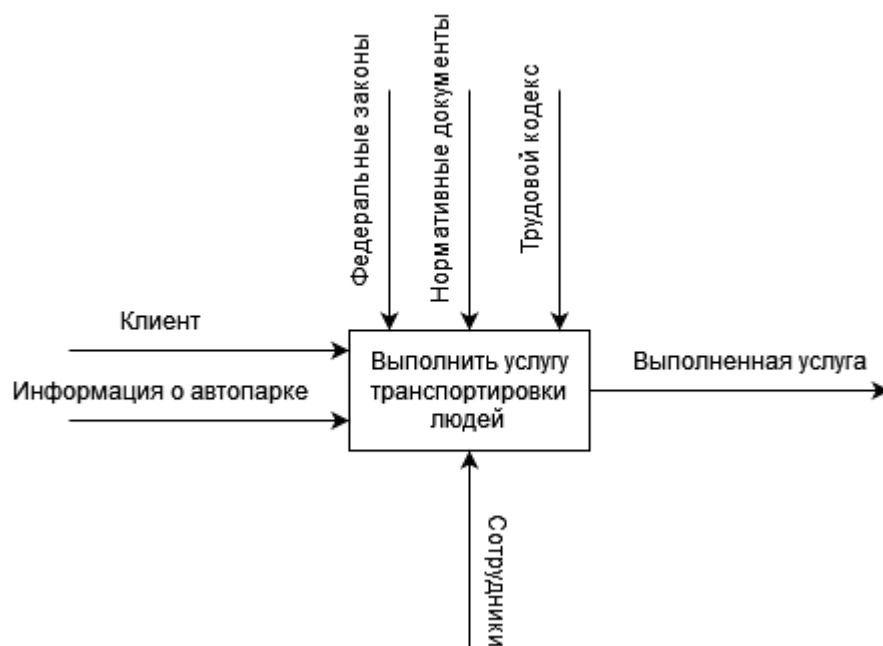 Федеральные законы
Нормативные документы
Трудовой кодекс
Клиент
Информация о автопарке
Выполнить услугу
транспортировки
людей
Выполненная услуга
Сотрудники